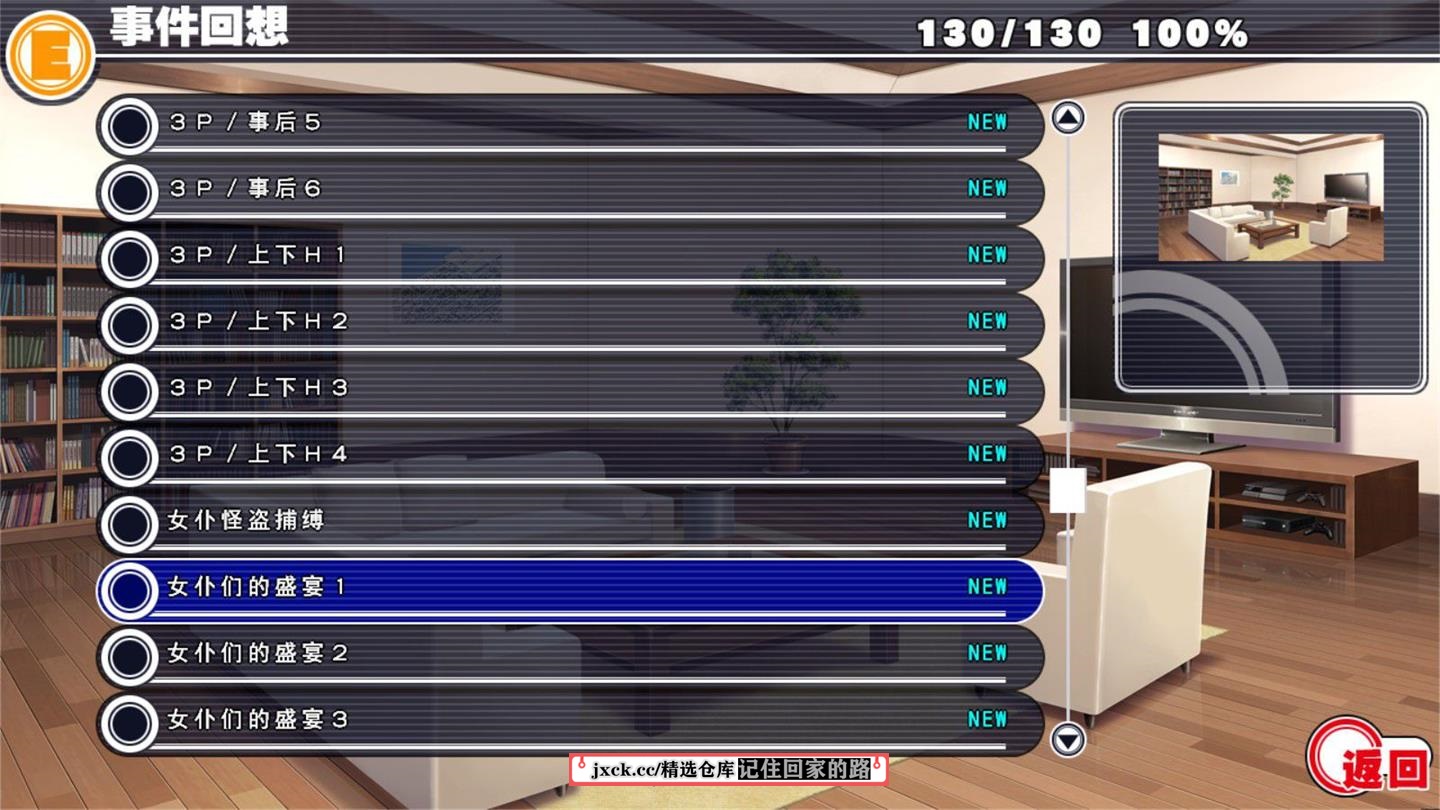 E
事件回想
130/130 100%
3P/事后5 NEW
3P/事后6 NEW
3P/上下H1 NEW
3P/上下H2 NEW
3P/上下H3 NEW
3P/上下H4 NEW
女仆怪盗捕缚 NEW
女仆们的盛宴1 NEW
女仆们的盛宴2 NEW
女仆们的盛宴3 NEW
返回
jxck.cc/精选仓库记住回家的路